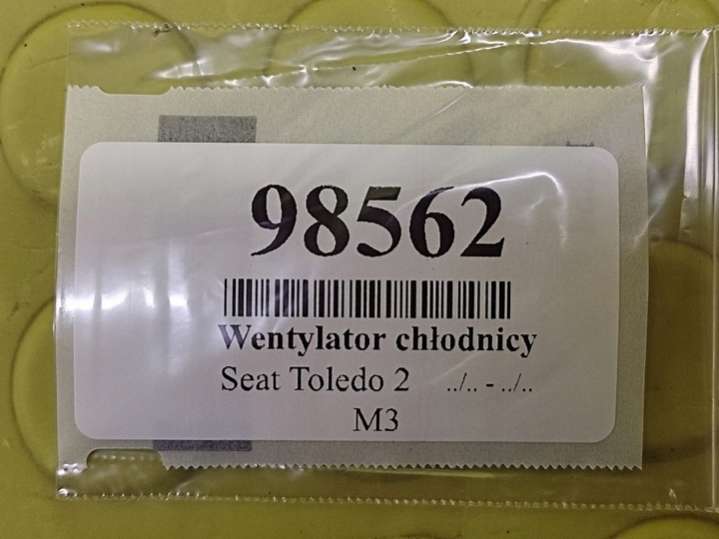 98562
Wentylator chłodnicy
Seat Toledo 2 ../.. - ../..
M3